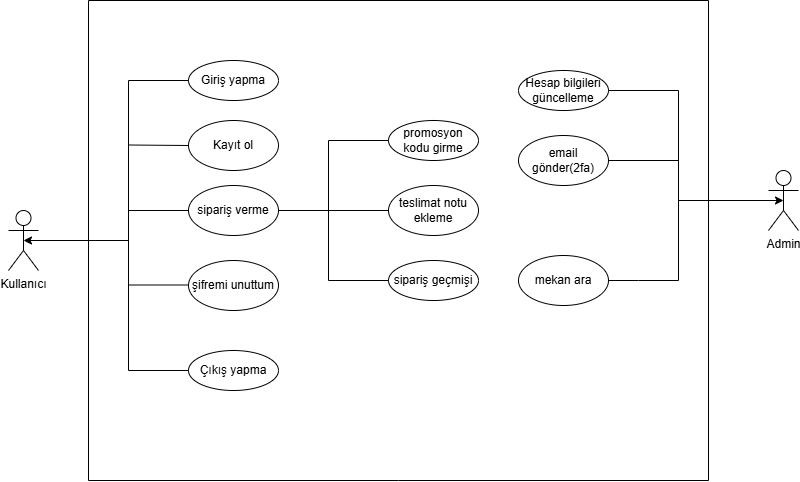 Giriş yapma
Kayıt ol
sipariş verme
şifremi unuttum
Çıkış yapma
Kullanıcı
promosyon
kodu girme
teslimat notu
ekleme
sipariş geçmişi
Hesap bilgileri
güncelleme
email
gönder(2fa)
mekan ara
Admin